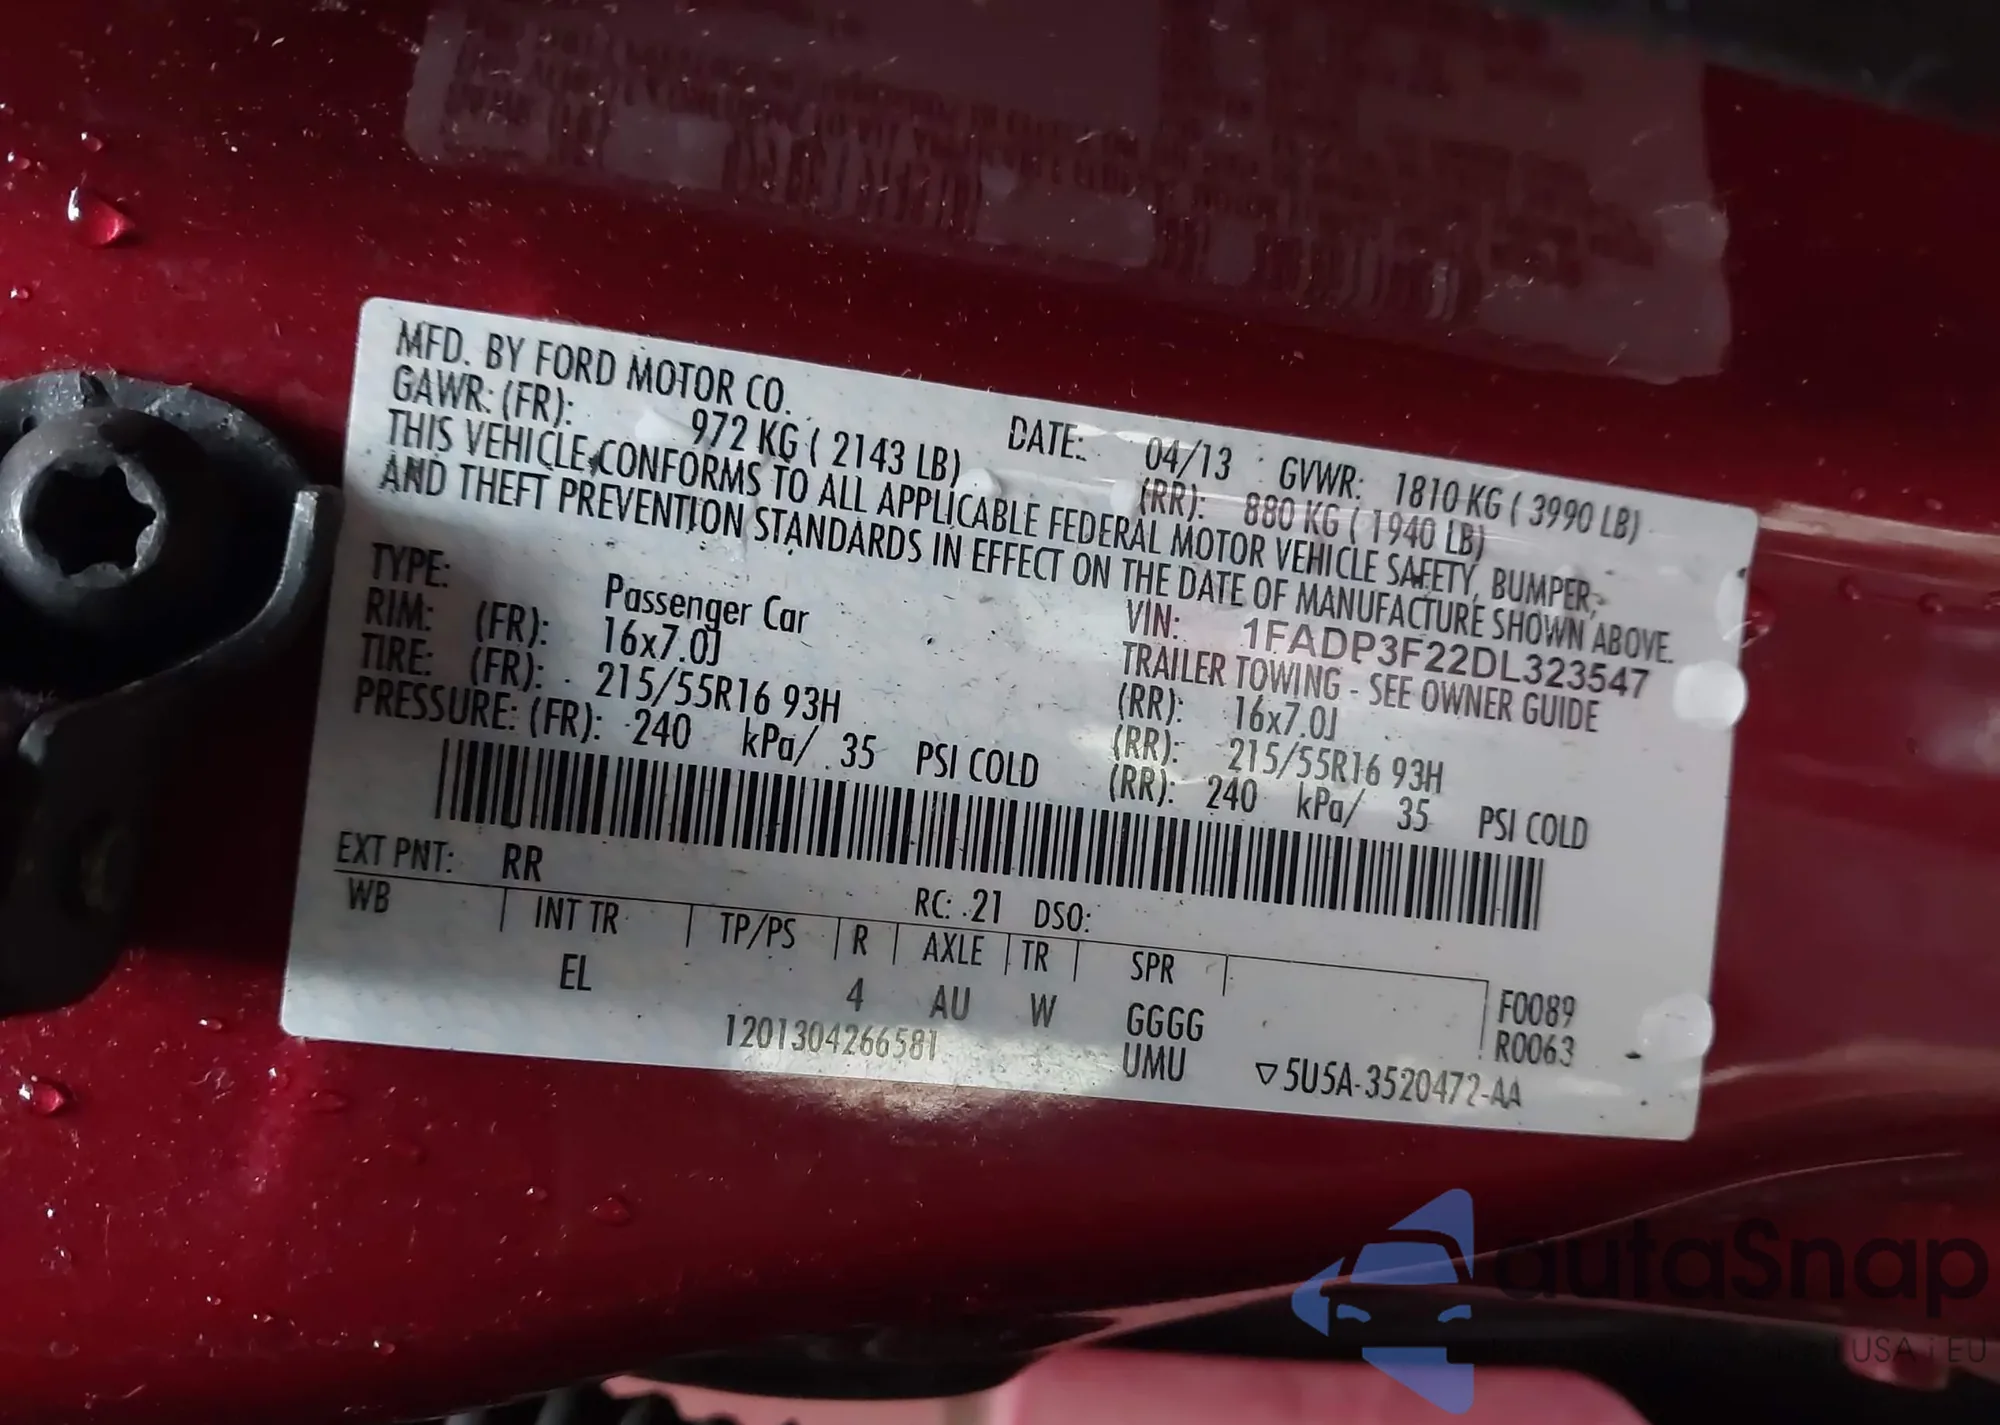 MFD. BY FORD MOTOR CO.
DATE: 04/13 GVWR: 1810 KG ( 3990 LB)
GAWR: (FR): 972 KG ( 2143 LB) (RR): 880 KG ( 1940 LB)
THIS VEHICLE CONFORMS TO ALL APPLICABLE FEDERAL MOTOR VEHICLE SAFETY, BUMPER,
AND THEFT PREVENTION STANDARDS IN EFFECT ON THE DATE OF MANUFACTURE SHOWN ABOVE.
VIN: 1FADP3F22DL323547
TYPE: Passenger Car TRAILER TOWING - SEE OWNER GUIDE
RIM: (FR): 16x7.0J (RR): 16x7.0J
TIRE: (FR): 215/55R16 93H (RR): 215/55R16 93H
PRESSURE: (FR): 240 kPa/ 35 PSI COLD (RR): 240 kPa/ 35 PSI COLD
EXT PNT: RR RC: 21 DSO:
WB INT TR TP/PS R AXLE TR SPR F0089
EL 4 AU W GGGG R0063
1201304266581 UMU ▽5U5A-3520472-AA
autaSnap
USA i EU